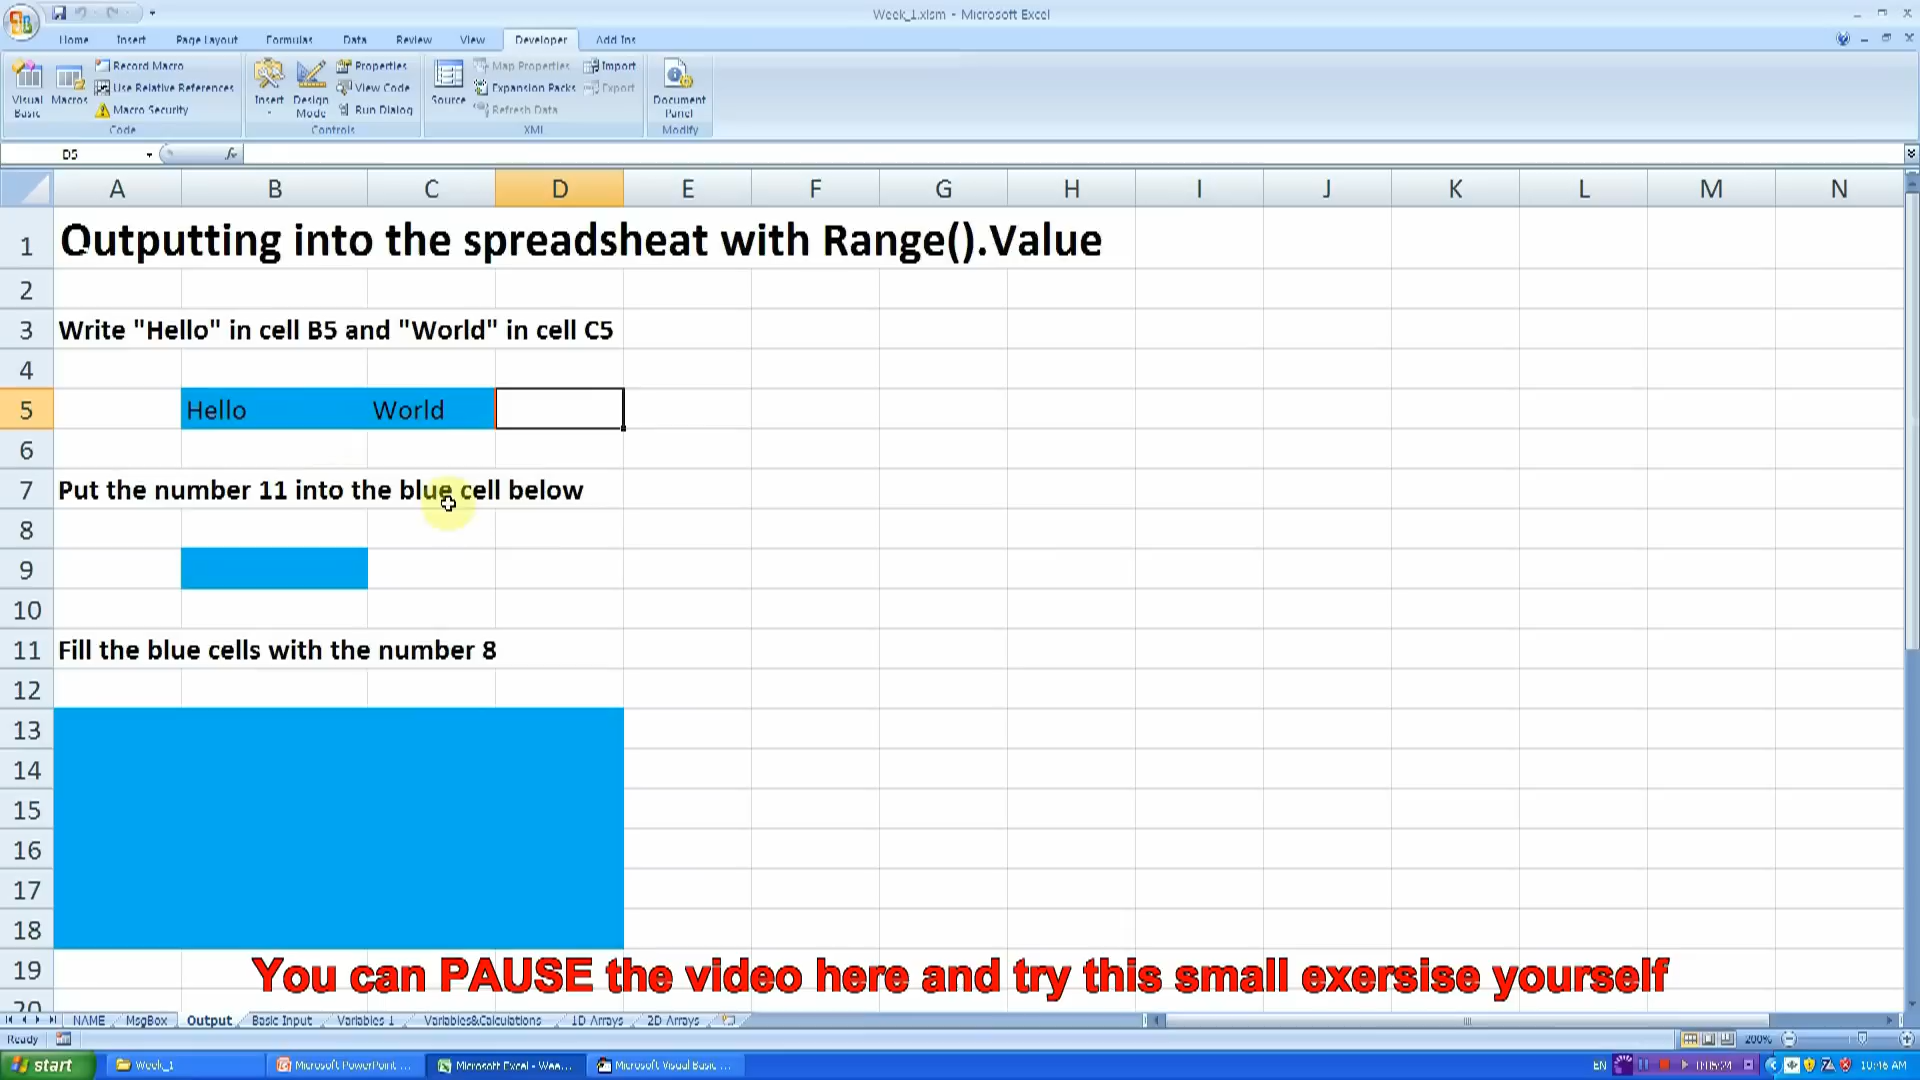 Week_1.xlsm - Microsoft Excel
Home Insert Page Layout Formulas Data Review View Developer Add Ins
Visual Basic
Macros
Record Macro
Use Relative References
Macro Security
Code
Insert
Design Mode
Properties
View Code
Run Dialog
Controls
Source
Map Properties
Expansion Packs
Refresh Data
Import
Export
XML
Document Panel
Modify
D5 fx
A B C D E F G H I J K L M N
1 Outputting into the spreadsheat with Range().Value
2
3 Write "Hello" in cell B5 and "World" in cell C5
4
5 Hello World
6
7 Put the number 11 into the blue cell below
8
9
10
11 Fill the blue cells with the number 8
12
13
14
15
16
17
18
19
You can PAUSE the video here and try this small exersise yourself
20
NAME MsgBox Output Basic Input Variables 1 Variables&Calculations 1D Arrays 2D Arrays
Ready 200%
start Week_1 Microsoft PowerPoint ... Microsoft Excel - Wee... Microsoft Visual Basic ... EN 0:05:24 10:46 AM